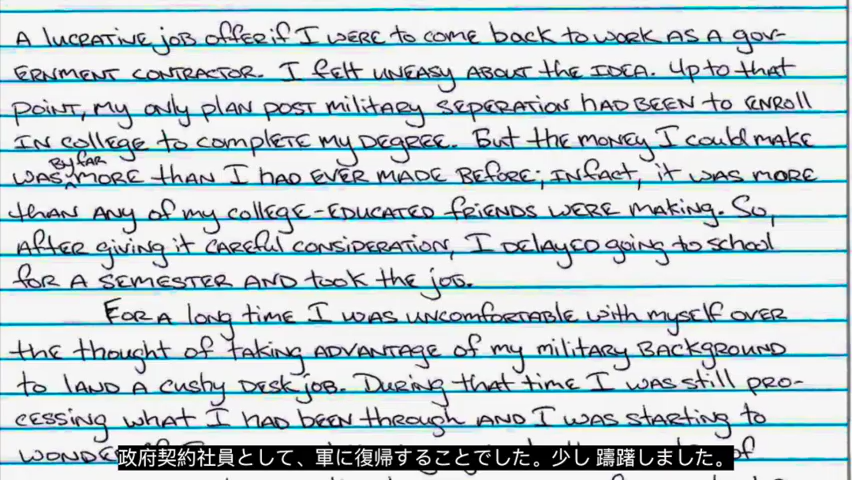 A lucrative job offer if I were to come back to work as a gov-
ernment contractor. I felt uneasy about the idea. Up to that
point, my only plan post military seperation had been to enroll
in college to complete my degree. But the money I could make
was by far more than I had ever made before; infact, it was more
than any of my college-educated friends were making. So,
after giving it careful consideration, I delayed going to school
for a semester and took the job.
For a long time I was uncomfortable with myself over
the thought of taking advantage of my military background
to land a cushy desk job. During that time I was still pro-
cessing what I had been through and I was starting to
wonder of
政府契約社員として、軍に復帰することでした。少し 躊躇しました。